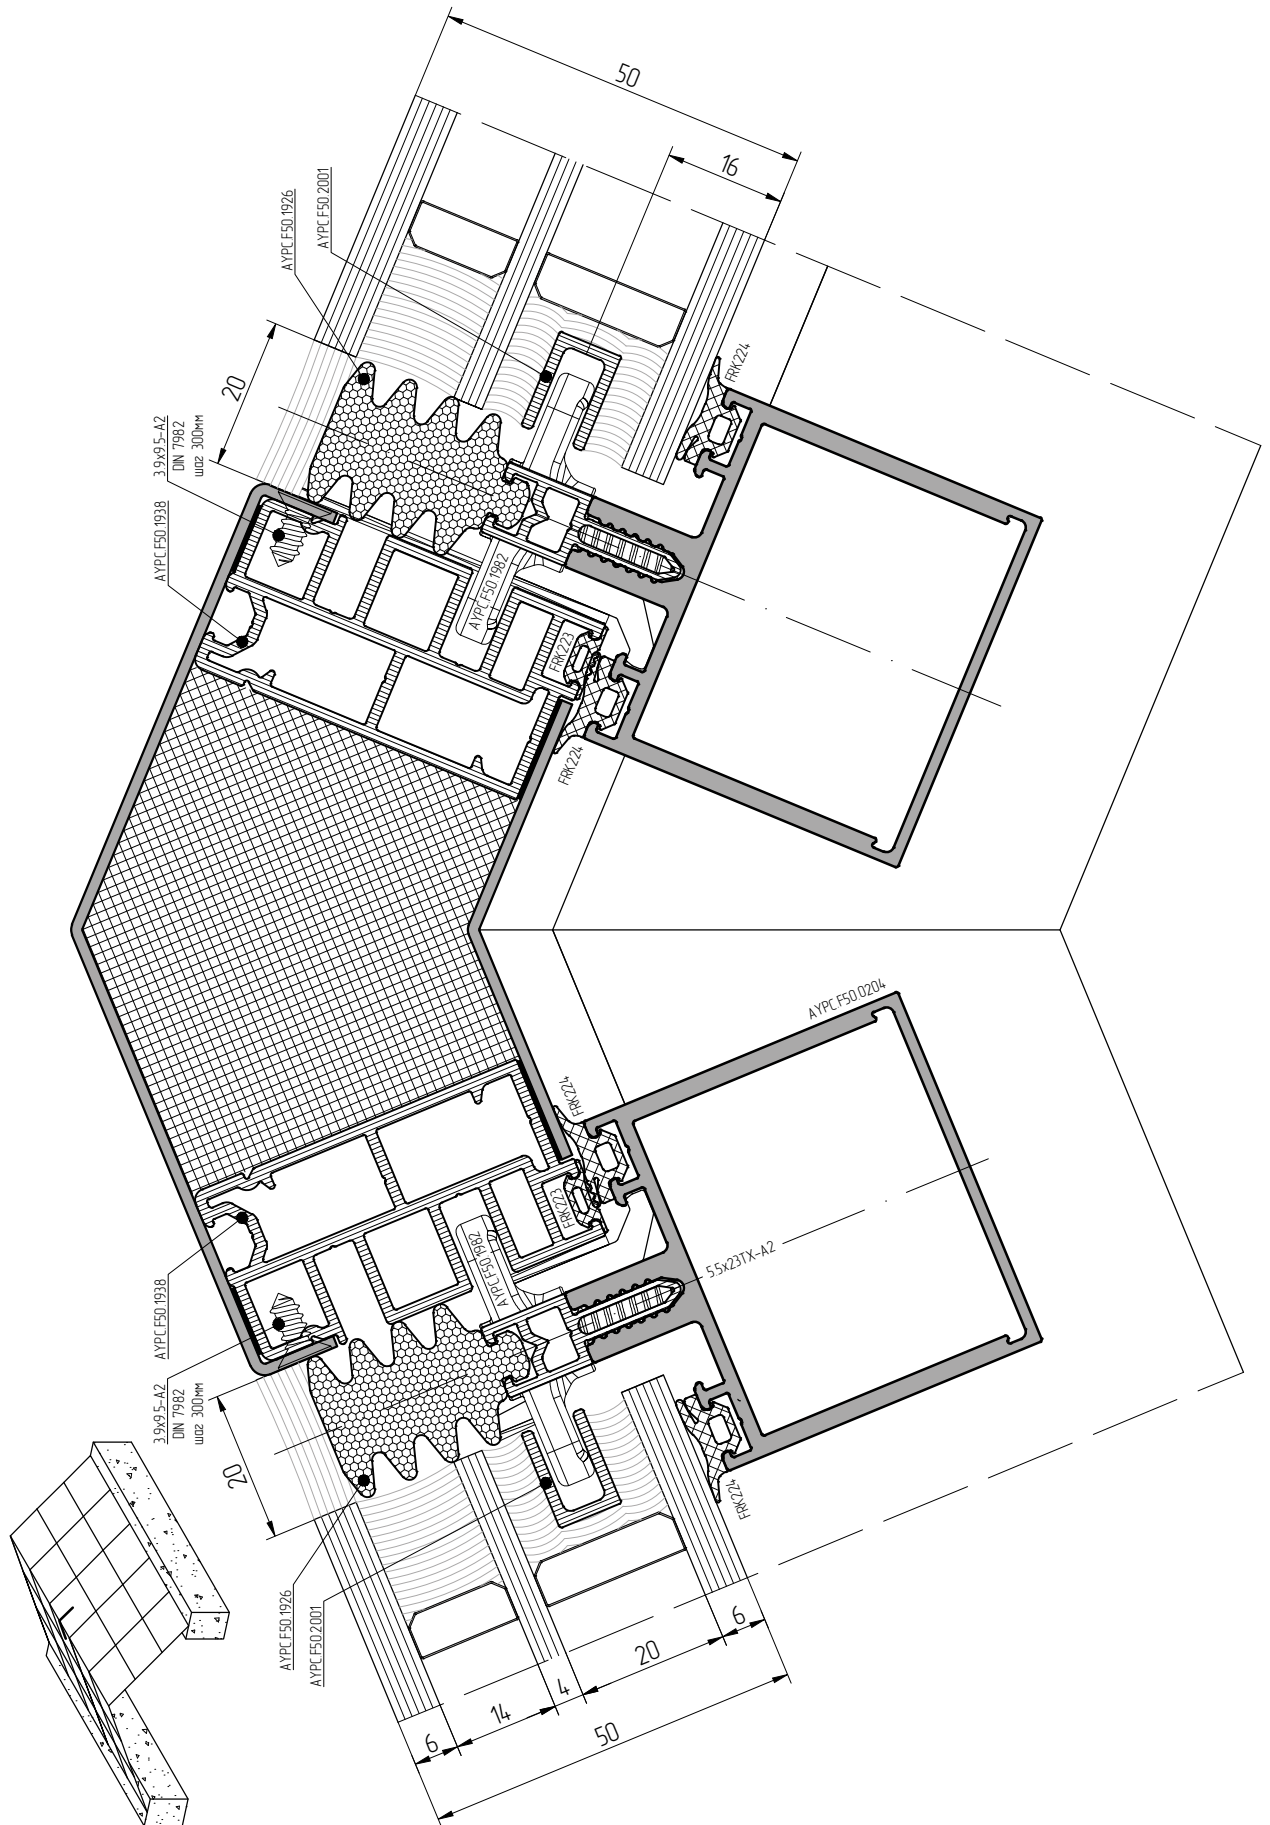 50
16
AYPC.F50.1926
AYPC.F50.2001
20
3.9x9.5-A2
DIN 7982
шаг 300мм
AYPC.F50.1938
FRK224
AYPC.F50.1982
FRK223
FRK224
AYPC.F50.0204
FRK224
FRK223
AYPC.F50.1982
5.5x23TX-A2
AYPC.F50.1938
3.9x9.5-A2
DIN 7982
шаг 300мм
20
FRK224
AYPC.F50.1926
AYPC.F50.2001
6
14
4
20
6
50